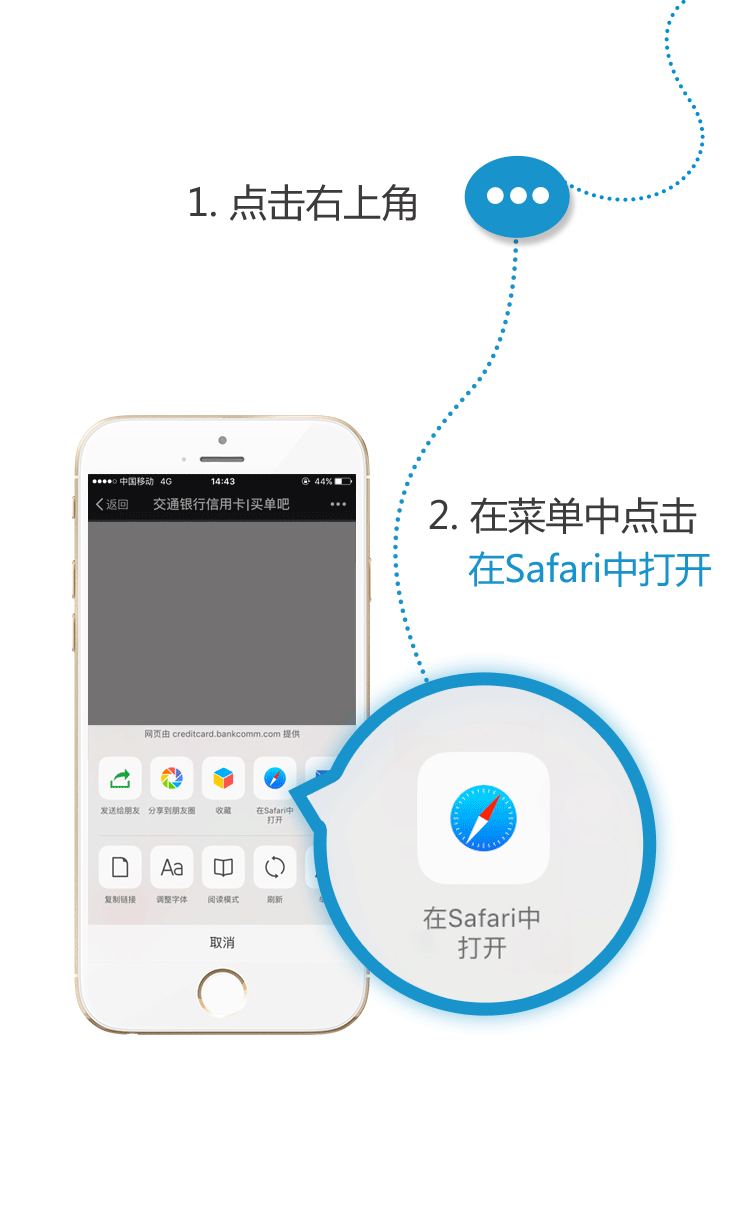 1. 点击右上角
2. 在菜单中点击
在Safari中打开
中国移动 4G 14:43 44%
返回 交通银行信用卡|买单吧
网页由 creditcard.bankcomm.com 提供
发送给朋友 分享到朋友圈 收藏 在Safari中
打开
Aa
复制链接 调整字体 阅读模式 刷新
取消
在Safari中
打开